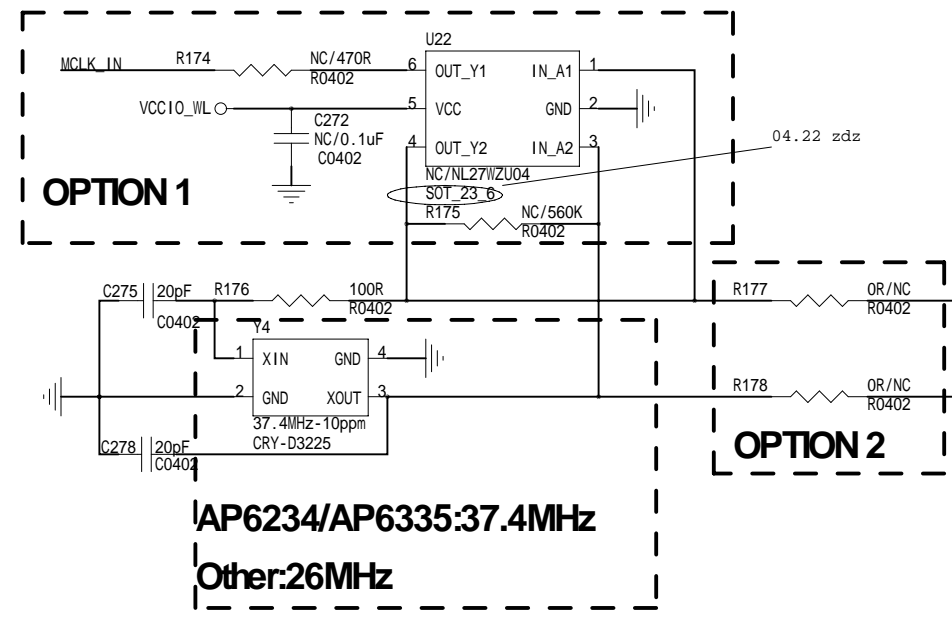 U22
MCLK_IN
R174
NC/470R
R0402
6
OUT_Y1
IN_A1
1
VCCIO_WL
5
VCC
GND
2
C272
NC/0.1uF
C0402
4
OUT_Y2
IN_A2
3
04.22 zdz
NC/NL27WZU04
SOT_23_6
OPTION 1
R175
NC/560K
R0402
C275
20pF
C0402
R176
100R
R0402
R177
0R/NC
R0402
Y4
1
XIN
GND
4
2
GND
XOUT
3
37.4MHz-10ppm
CRY-D3225
R178
0R/NC
R0402
C278
20pF
C0402
OPTION 2
AP6234/AP6335:37.4MHz
Other:26MHz